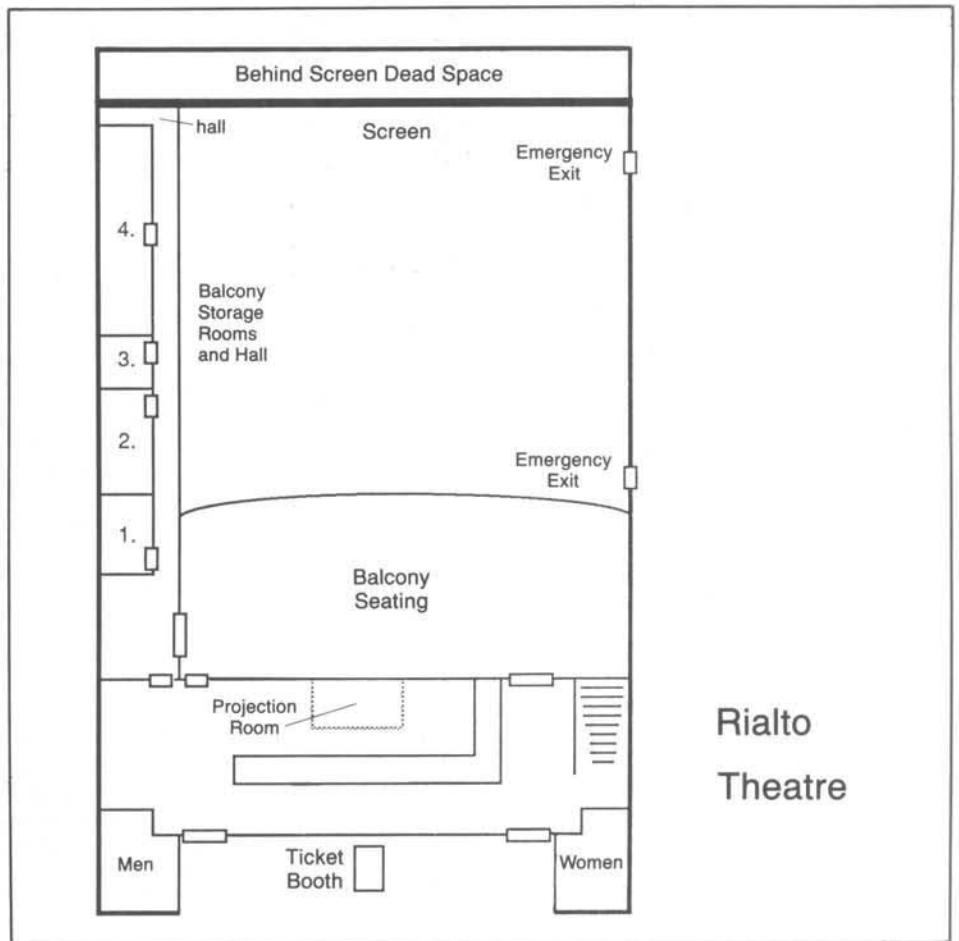 Behind Screen Dead Space
hall
Screen
Emergency
Exit
4.
Balcony
Storage
Rooms
and Hall
3.
2.
Emergency
Exit
1.
Balcony
Seating
Projection
Room
Rialto
Theatre
Men
Ticket
Booth
Women